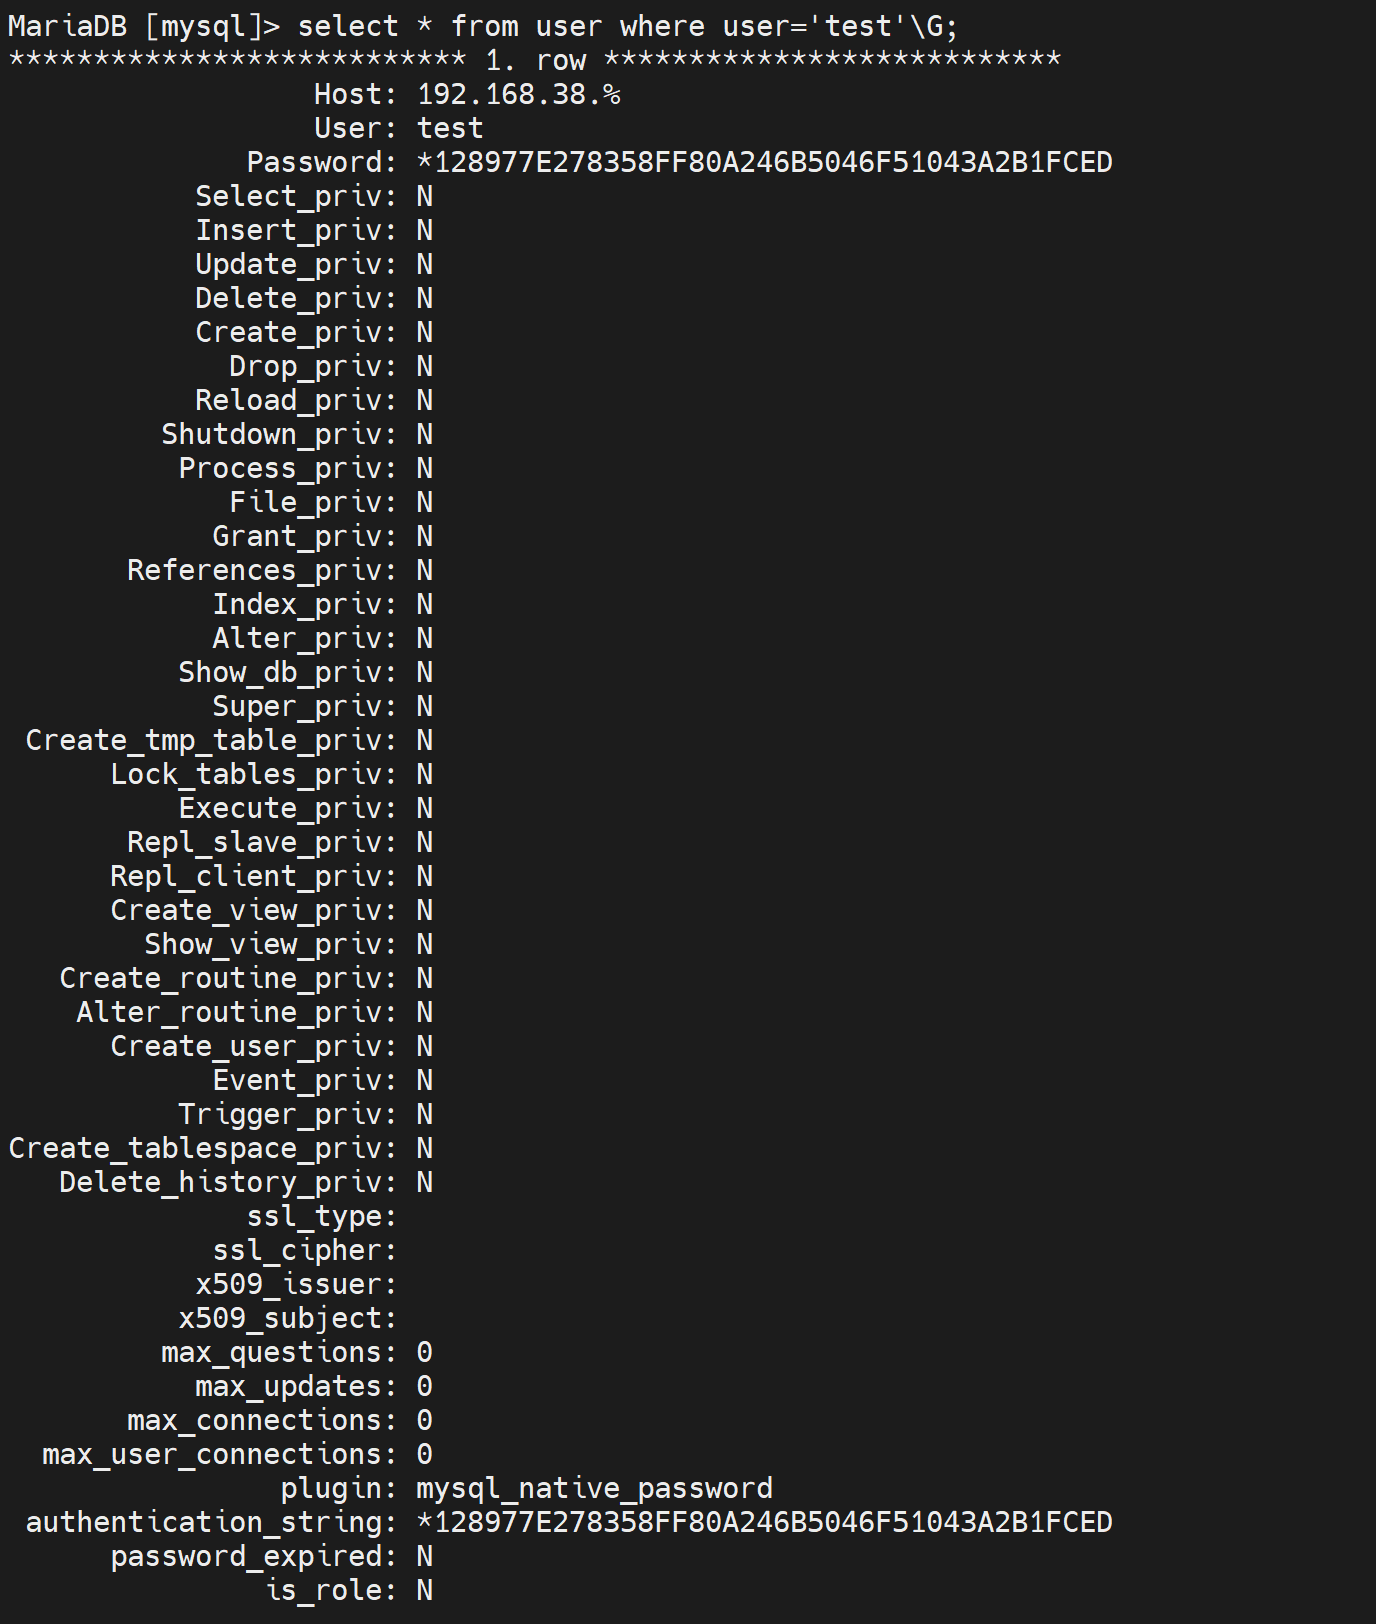 MariaDB [mysql]> select * from user where user='test'\G;
*************************** 1. row ***************************
Host: 192.168.38.%
User: test
Password: *128977E278358FF80A246B5046F51043A2B1FCED
Select_priv: N
Insert_priv: N
Update_priv: N
Delete_priv: N
Create_priv: N
Drop_priv: N
Reload_priv: N
Shutdown_priv: N
Process_priv: N
File_priv: N
Grant_priv: N
References_priv: N
Index_priv: N
Alter_priv: N
Show_db_priv: N
Super_priv: N
Create_tmp_table_priv: N
Lock_tables_priv: N
Execute_priv: N
Repl_slave_priv: N
Repl_client_priv: N
Create_view_priv: N
Show_view_priv: N
Create_routine_priv: N
Alter_routine_priv: N
Create_user_priv: N
Event_priv: N
Trigger_priv: N
Create_tablespace_priv: N
Delete_history_priv: N
ssl_type:
ssl_cipher:
x509_issuer:
x509_subject:
max_questions: 0
max_updates: 0
max_connections: 0
max_user_connections: 0
plugin: mysql_native_password
authentication_string: *128977E278358FF80A246B5046F51043A2B1FCED
password_expired: N
is_role: N